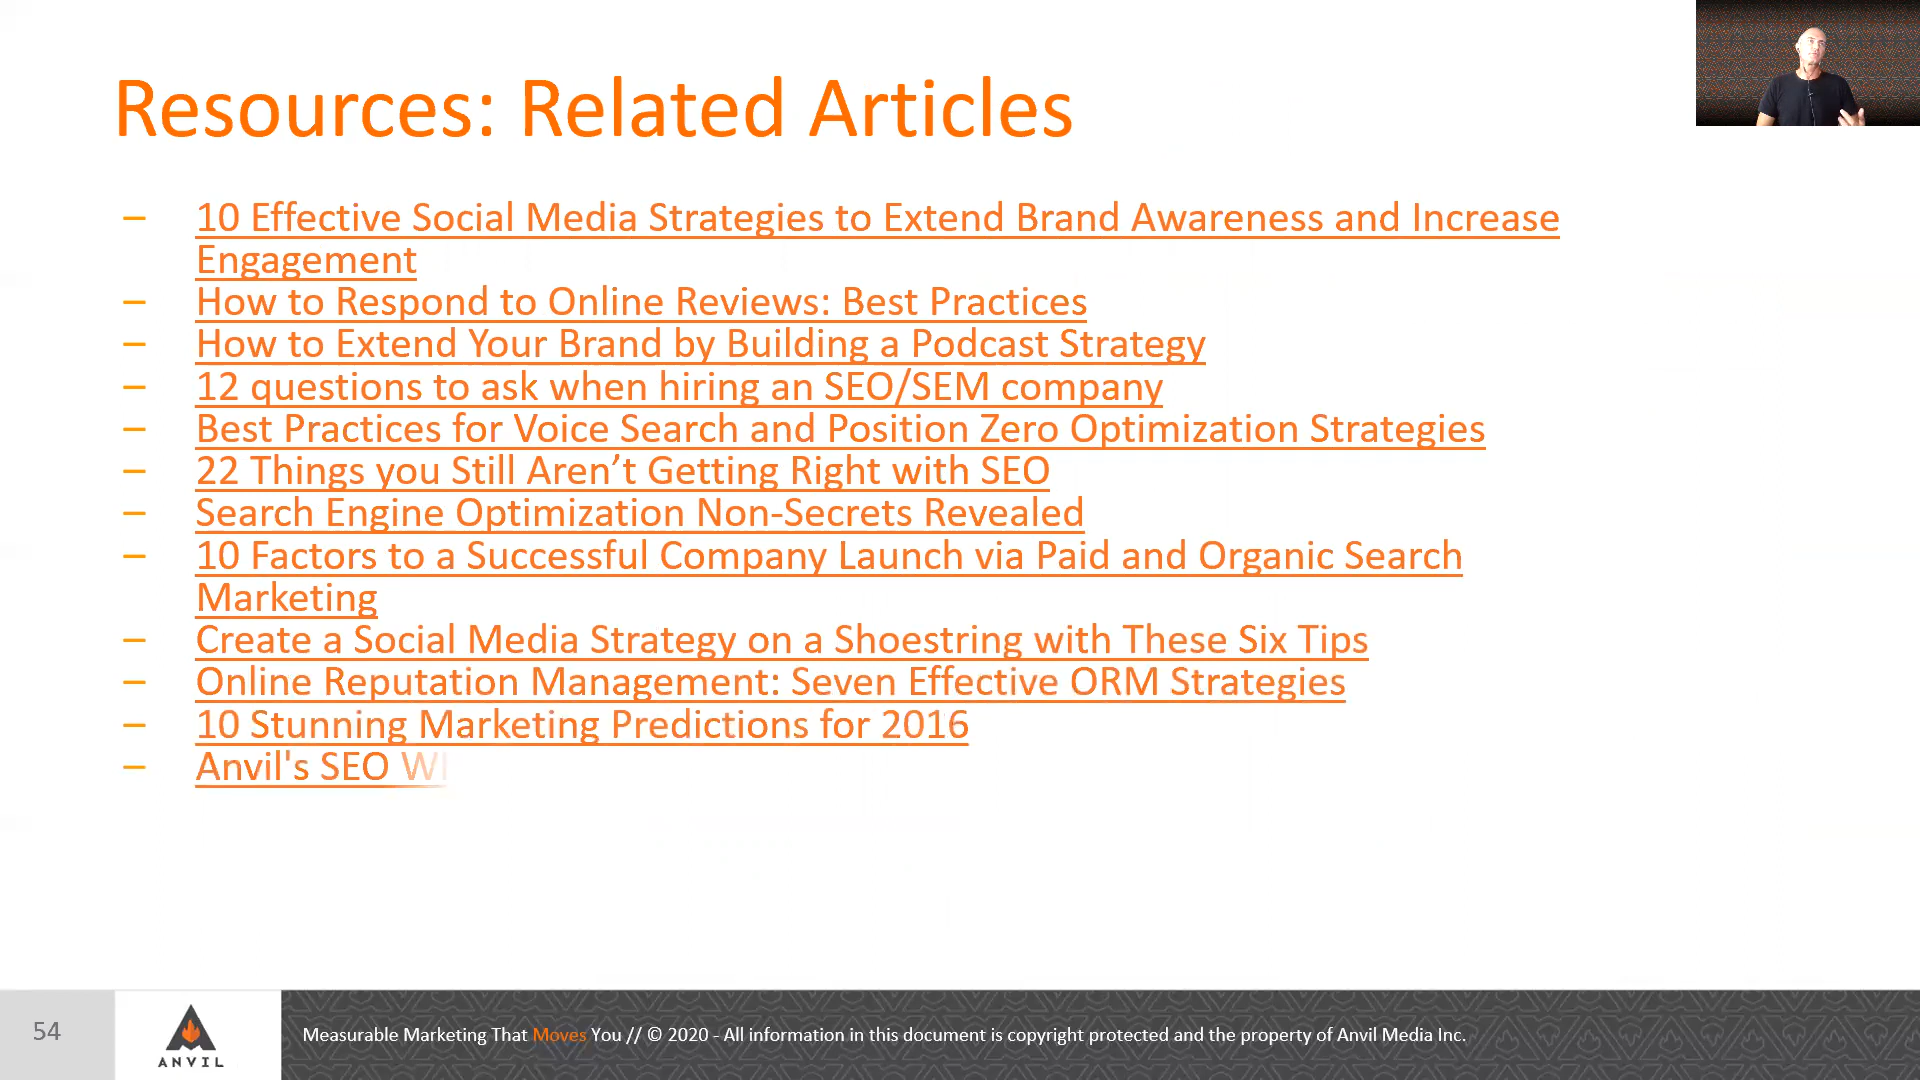 Resources: Related Articles
– 10 Effective Social Media Strategies to Extend Brand Awareness and Increase
Engagement
– How to Respond to Online Reviews: Best Practices
– How to Extend Your Brand by Building a Podcast Strategy
– 12 questions to ask when hiring an SEO/SEM company
– Best Practices for Voice Search and Position Zero Optimization Strategies
– 22 Things you Still Aren’t Getting Right with SEO
– Search Engine Optimization Non-Secrets Revealed
– 10 Factors to a Successful Company Launch via Paid and Organic Search
Marketing
– Create a Social Media Strategy on a Shoestring with These Six Tips
– Online Reputation Management: Seven Effective ORM Strategies
– 10 Stunning Marketing Predictions for 2016
– Anvil's SEO
54
ANVIL
Measurable Marketing That Moves You // © 2020 - All information in this document is copyright protected and the property of Anvil Media Inc.